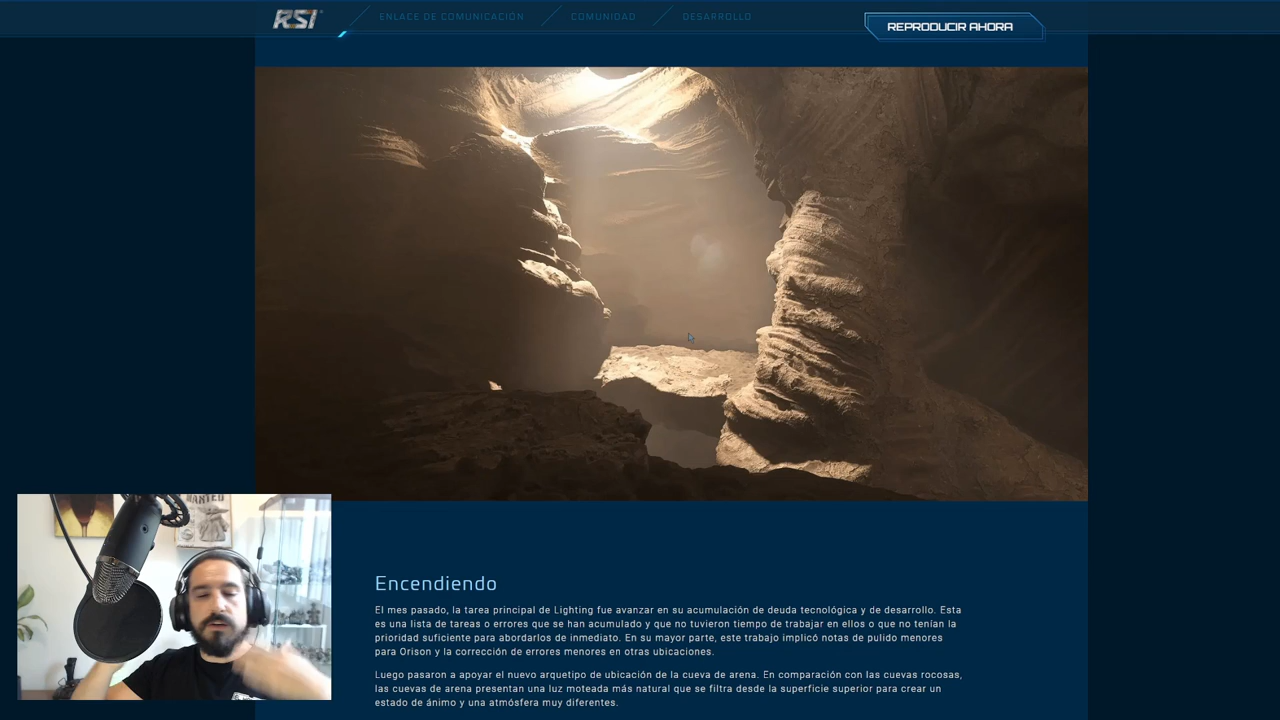 RSI
ENLACE DE COMUNICACIÓN
COMUNIDAD
DESARROLLO
REPRODUCIR AHORA
WANTED
Encendiendo
El mes pasado, la tarea principal de Lighting fue avanzar en su acumulación de deuda tecnológica y de desarrollo. Esta
es una lista de tareas o errores que se han acumulado y que no tuvieron tiempo de trabajar en ellos o que no tenían la
prioridad suficiente para abordarlos de inmediato. En su mayor parte, este trabajo implicó notas de pulido menores
para Orison y la corrección de errores menores en otras ubicaciones.
Luego pasaron a apoyar el nuevo arquetipo de ubicación de la cueva de arena. En comparación con las cuevas rocosas,
las cuevas de arena presentan una luz moteada más natural que se filtra desde la superficie superior para crear un
estado de ánimo y una atmósfera muy diferentes.